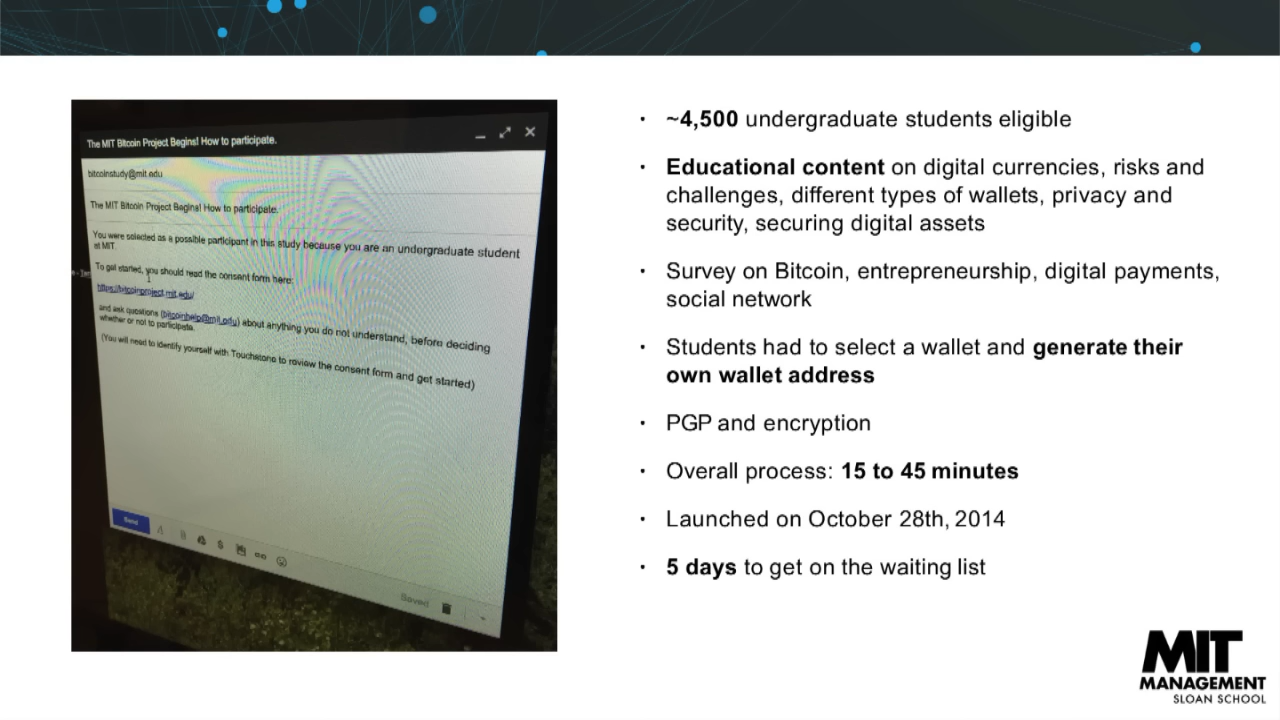 The MIT Bitcoin Project Begins! How to participate.
bitcoinstudy@mit.edu
The MIT Bitcoin Project Begins! How to participate.
You were selected as a possible participant in this study because you are an undergraduate student
at MIT.
To get started, you should read the consent form here:
https://bitcoinproject.mit.edu/
and ask questions (bitcoinhelp@mit.edu) about anything you do not understand, before deciding
whether or not to participate.
(You will need to identify yourself with Touchstone to review the consent form and get started)
Send
Saved
• ~4,500 undergraduate students eligible
• Educational content on digital currencies, risks and
challenges, different types of wallets, privacy and
security, securing digital assets
• Survey on Bitcoin, entrepreneurship, digital payments,
social network
• Students had to select a wallet and generate their
own wallet address
• PGP and encryption
• Overall process: 15 to 45 minutes
• Launched on October 28th, 2014
• 5 days to get on the waiting list
MIT
MANAGEMENT
SLOAN SCHOOL